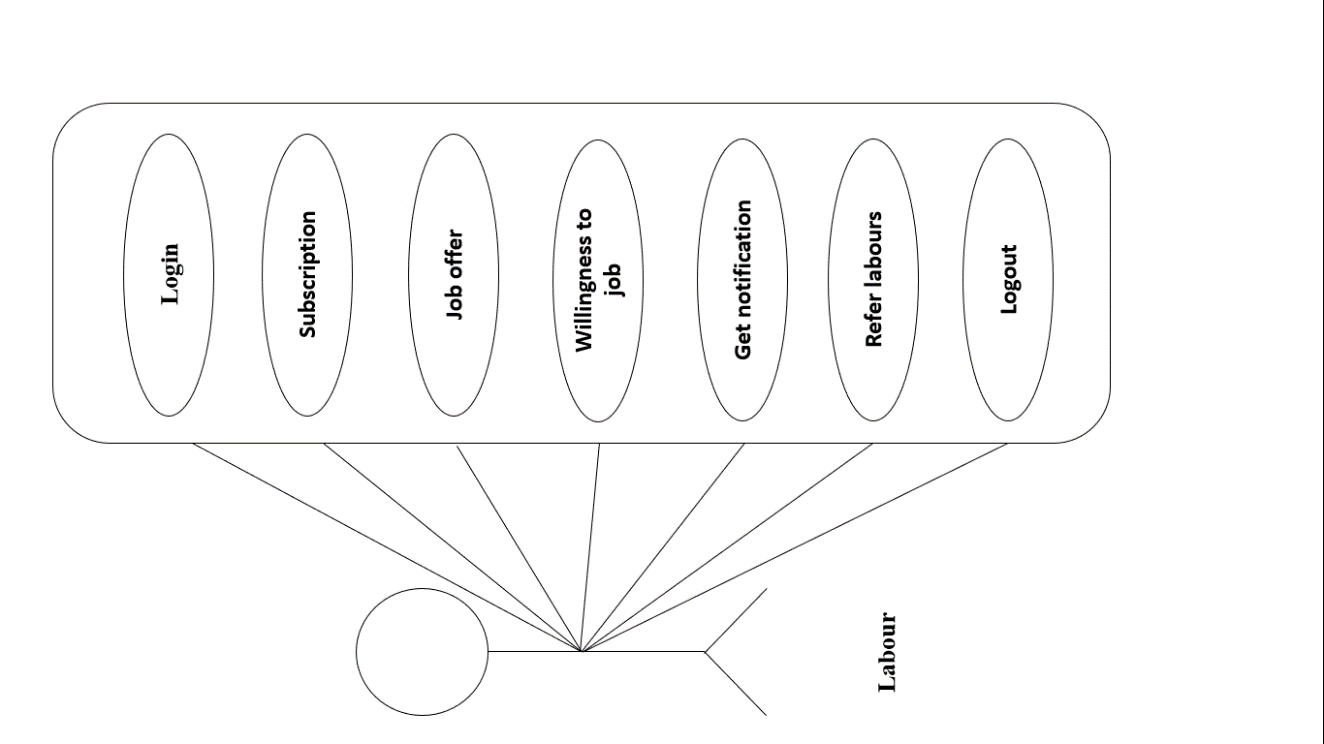 Login
Subscription
Job offer
Willingness to
job
Get notification
Refer labours
Logout
Labour